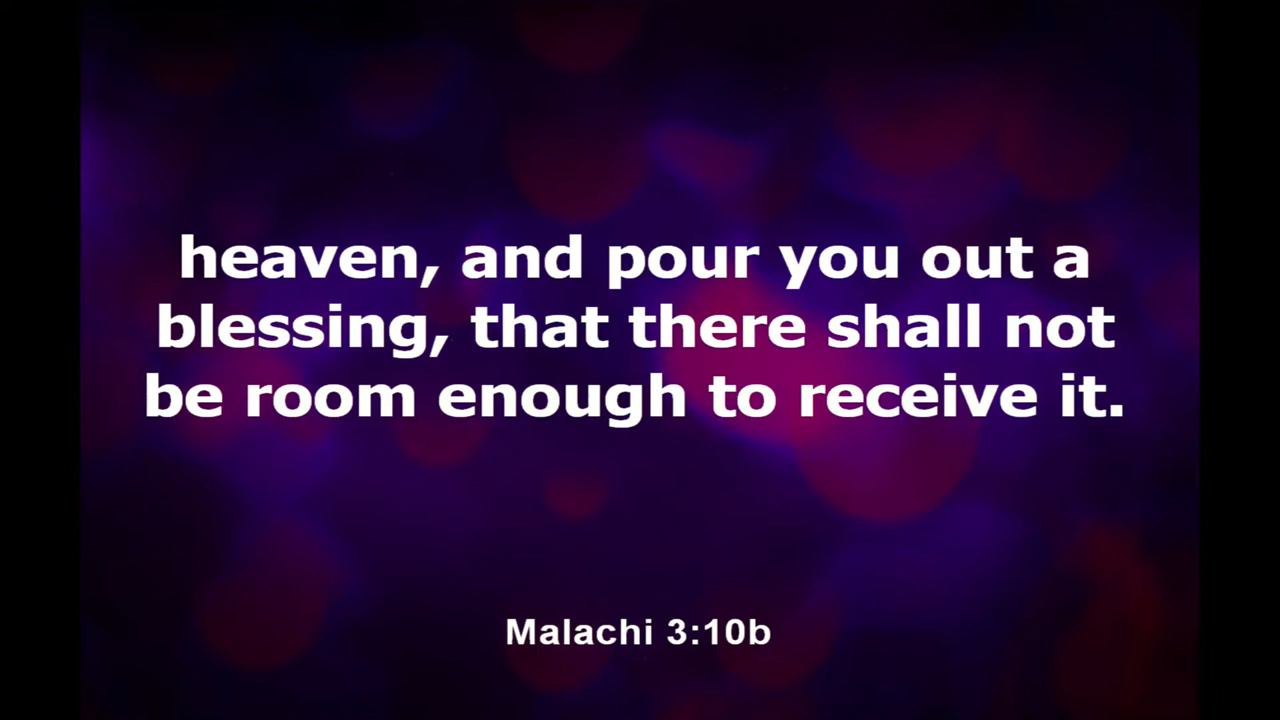 heaven, and pour you out a
blessing, that there shall not
be room enough to receive it.
Malachi 3:10b